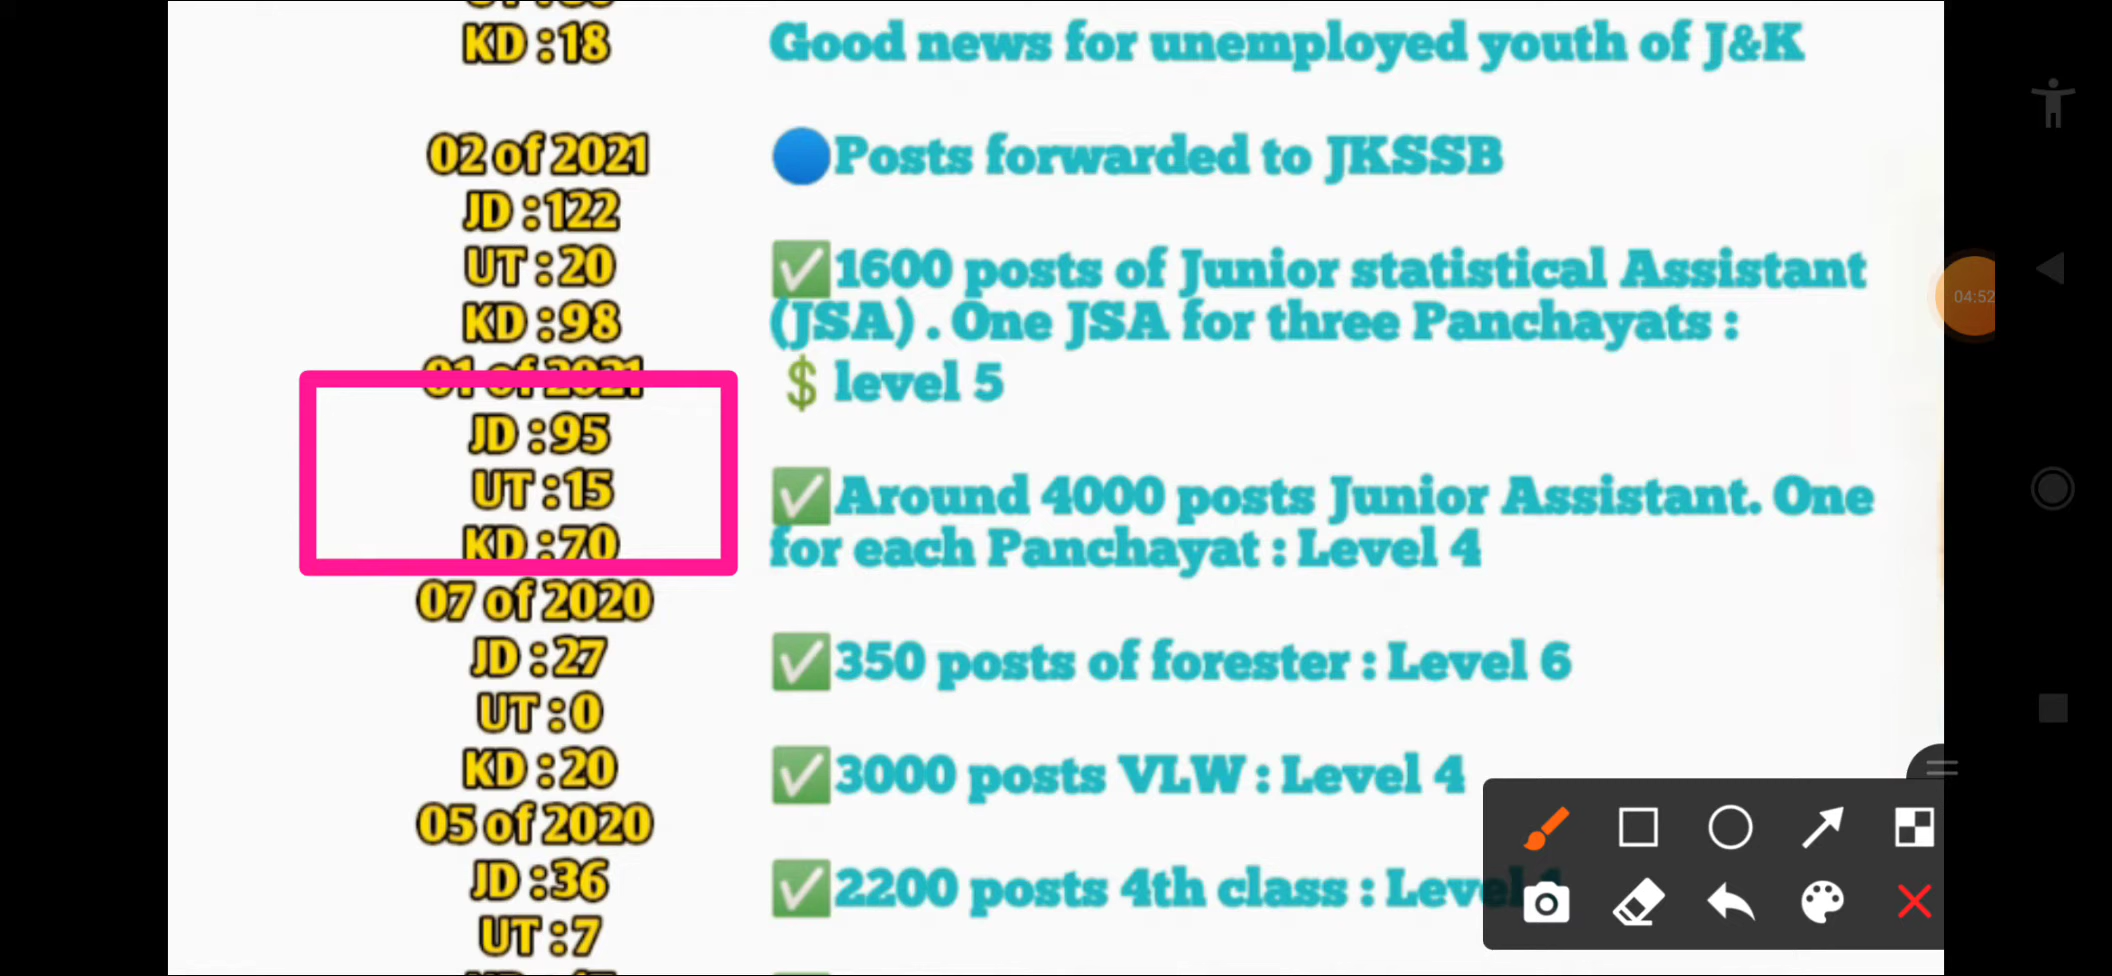 KD :18
02 of 2021
JD :122
UT :20
KD :98
01 of 2021
JD :95
UT :15
KD :70
07 of 2020
JD :27
UT :0
KD :20
05 of 2020
JD :36
UT :7
Good news for unemployed youth of J&K
🔵Posts forwarded to JKSSB
✅1600 posts of Junior statistical Assistant
(JSA) . One JSA for three Panchayats :
💲level 5
✅Around 4000 posts Junior Assistant. One
for each Panchayat : Level 4
✅350 posts of forester : Level 6
✅3000 posts VLW : Level 4
✅2200 posts 4th class : Level
04:52